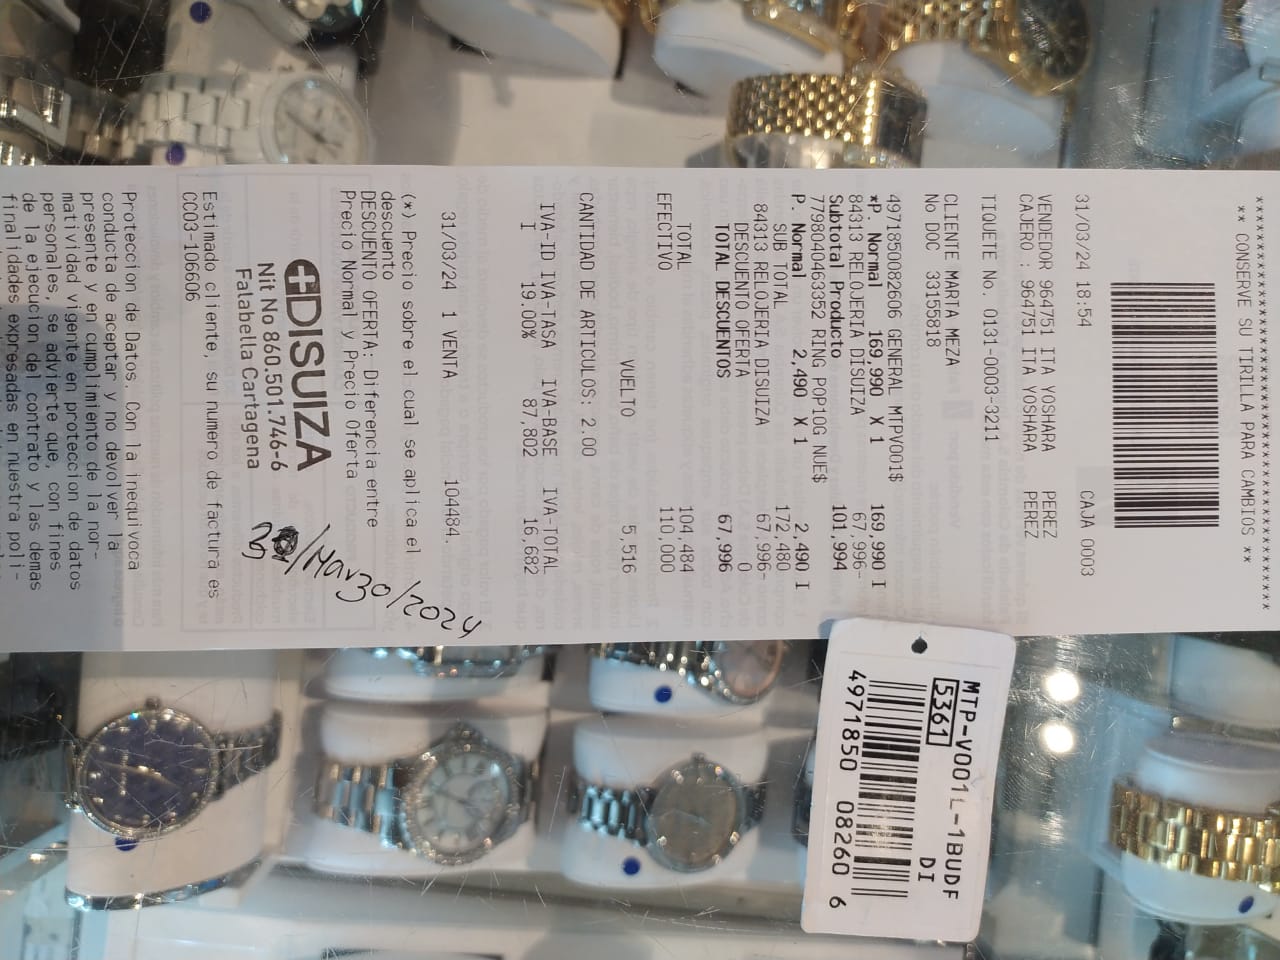 ****************************************
** CONSERVE SU TIRILLA PARA CAMBIOS **
31/03/24 18:54 CAJA 0003
VENDEDOR 964751 ITA YOSHARA PEREZ
CAJERO : 964751 ITA YOSHARA PEREZ
TIQUETE No. 0131-0003-3211
CLIENTE MARTA MEZA
No DOC 33155818
4971850082606 GENERAL MTPV001$
*P. Normal 169,990 X 1 169,990 I
84313 RELOJERIA DISUIZA 67,996-
Subtotal Producto 101,994
7798040463352 RING POP10G NUE$
P. Normal 2,490 X 1 2,490 I
SUB TOTAL 172,480
84313 RELOJERIA DISUIZA 67,996-
DESCUENTO OFERTA 0
TOTAL DESCUENTOS 67,996
TOTAL 104,484
EFECTIVO 110,000
VUELTO 5,516
CANTIDAD DE ARTICULOS: 2.00
IVA-ID IVA-TASA IVA-BASE IVA-TOTAL
I 19.00% 87,802 16,682
31/03/24 1 VENTA 104484.
(*) Precio sobre el cual se aplica el
descuento
DESCUENTO OFERTA: Diferencia entre
Precio Normal y Precio Oferta
DISUIZA
Nit No 860.501.746-6
Falabella Cartagena
/Marzo/2024
Estimado cliente, su numero de factura es
CC03-106606
Proteccion de Datos. Con la inequivoca
conducta de aceptar y no devolver la
presente y en cumplimiento de la nor-
matividad vigente en proteccion de datos
personales, se advierte que, con fines
de la ejecucion del contrato y las demas
finalidades expresadas en nuestra poli-
MTP-V001L-1BUDF
5361 DI
4971850 08260 6